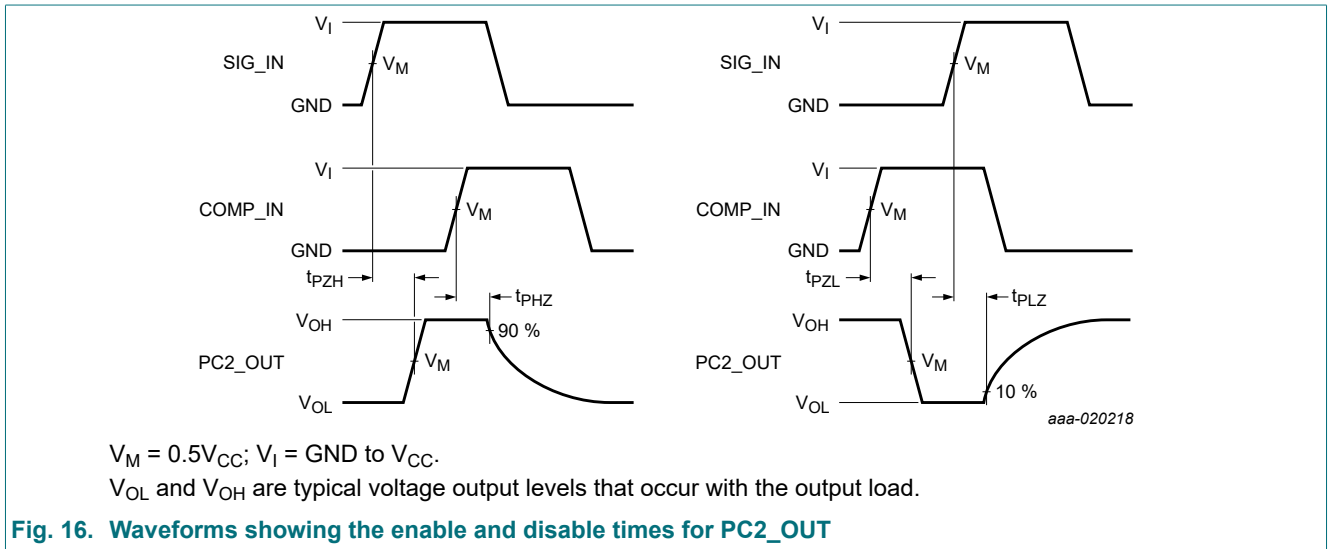 V_I
SIG_IN
V_M
GND
V_I
COMP_IN
V_M
GND
t_PZH
t_PHZ
V_OH
90 %
PC2_OUT
V_M
V_OL
V_I
SIG_IN
V_M
GND
V_I
COMP_IN
V_M
GND
t_PZL
t_PLZ
V_OH
PC2_OUT
V_M
10 %
V_OL
aaa-020218
V_M = 0.5V_CC; V_I = GND to V_CC.
V_OL and V_OH are typical voltage output levels that occur with the output load.
Fig. 16. Waveforms showing the enable and disable times for PC2_OUT